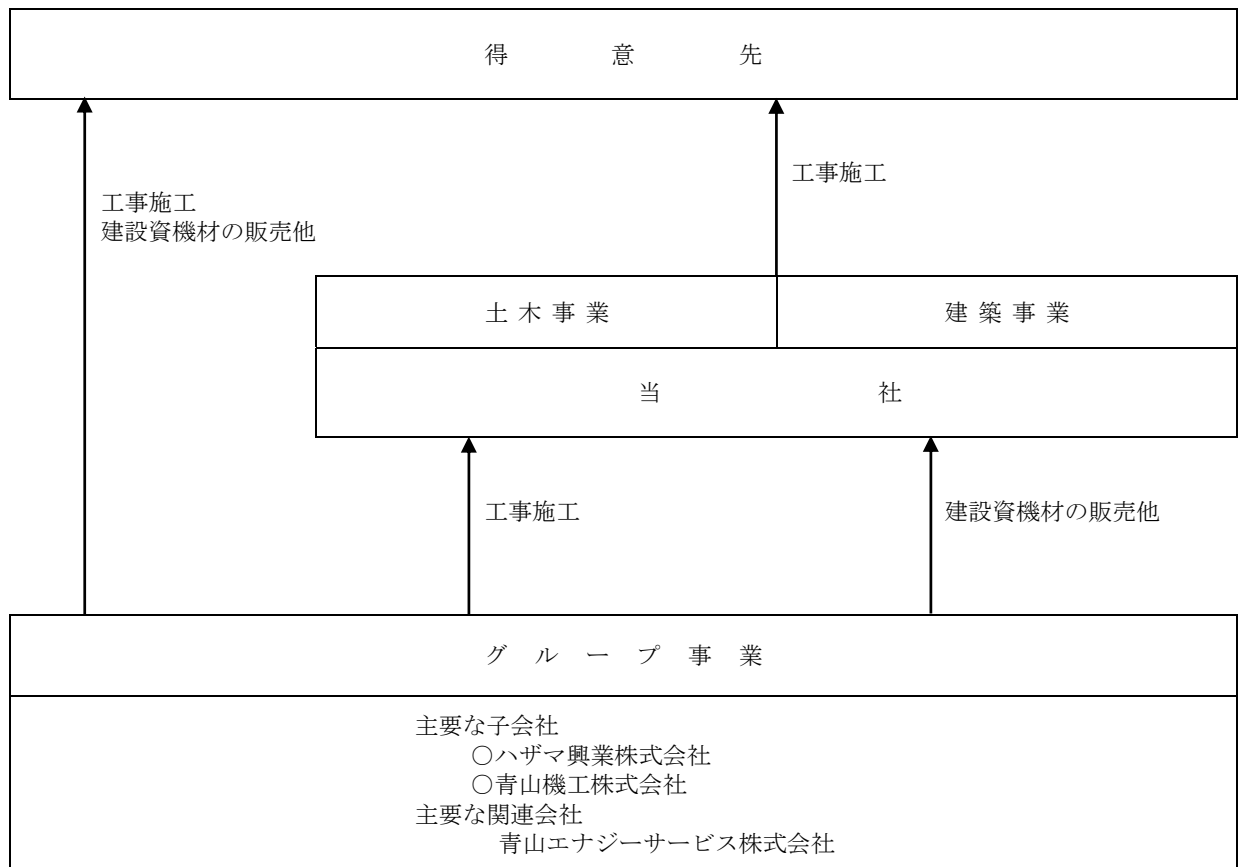 得意先
工事施工
工事施工
建設資機材の販売他
土木事業
建築事業
当社
工事施工
建設資機材の販売他
グループ事業
主要な子会社
○ハザマ興業株式会社
○青山機工株式会社
主要な関連会社
青山エナジーサービス株式会社